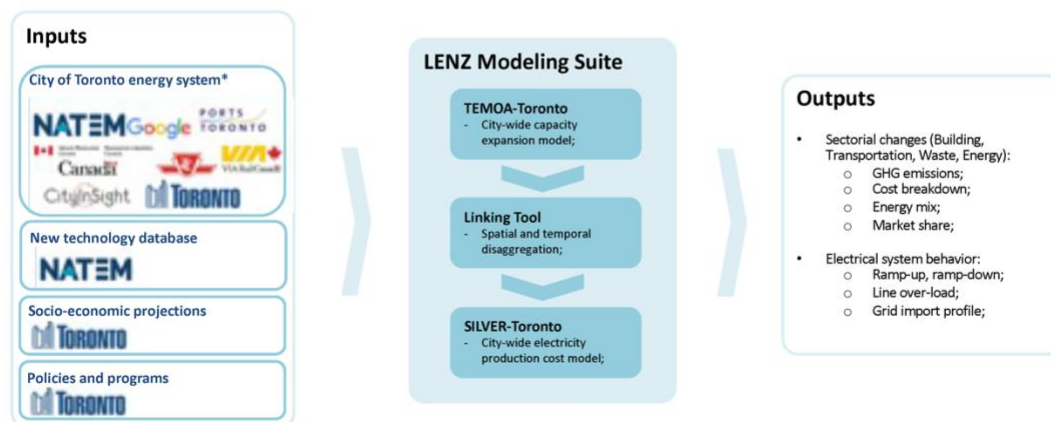 Inputs
City of Toronto energy system*
NATEM
Google
PORTS
TORONTO
Canada
VIA
VIA Rail Canada
CityInSight
TORONTO
New technology database
NATEM
Socio-economic projections
TORONTO
Policies and programs
TORONTO
LENZ Modeling Suite
TEMOA-Toronto
- City-wide capacity
expansion model;
Linking Tool
- Spatial and temporal
disaggregation;
SILVER-Toronto
- City-wide electricity
production cost model;
Outputs
• Sectorial changes (Building,
Transportation, Waste, Energy):
o GHG emissions;
o Cost breakdown;
o Energy mix;
o Market share;
• Electrical system behavior:
o Ramp-up, ramp-down;
o Line over-load;
o Grid import profile;